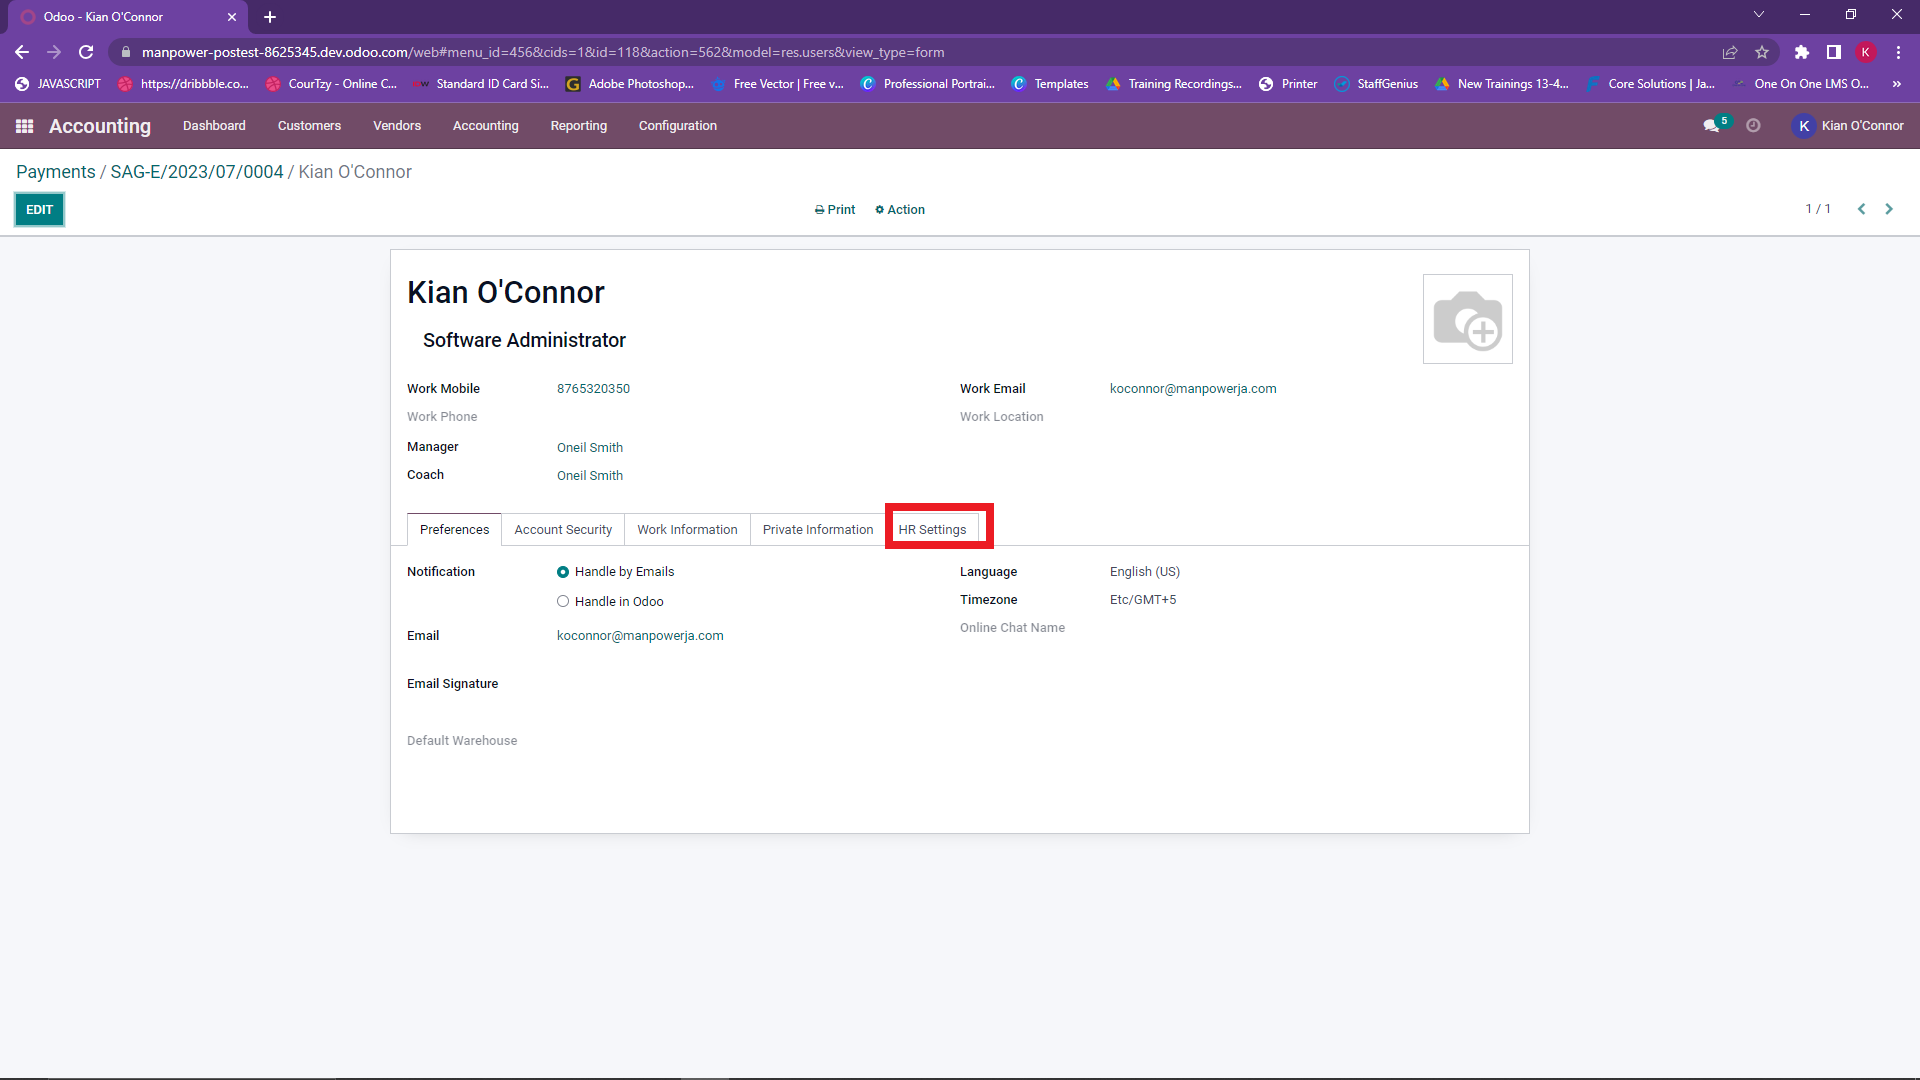 Odoo - Kian O'Connor
manpower-postest-8625345.dev.odoo.com/web#menu_id=456&cids=1&id=118&action=562&model=res.users&view_type=form
K
JAVASCRIPT https://dribbble.co... CourTzy - Online C... Standard ID Card Si... Adobe Photoshop... Free Vector | Free v... Professional Portrai... Templates Training Recordings... Printer StaffGenius New Trainings 13-4... Core Solutions | Ja... One On One LMS O... »
Accounting Dashboard Customers Vendors Accounting Reporting Configuration 5 K Kian O'Connor
Payments / SAG-E/2023/07/0004 / Kian O'Connor
EDIT Print Action 1 / 1
Kian O'Connor
Software Administrator
Work Mobile 8765320350 Work Email koconnor@manpowerja.com
Work Phone Work Location
Manager Oneil Smith
Coach Oneil Smith
Preferences Account Security Work Information Private Information HR Settings
Notification Handle by Emails Language English (US)
Handle in Odoo Timezone Etc/GMT+5
Online Chat Name
Email koconnor@manpowerja.com
Email Signature
Default Warehouse